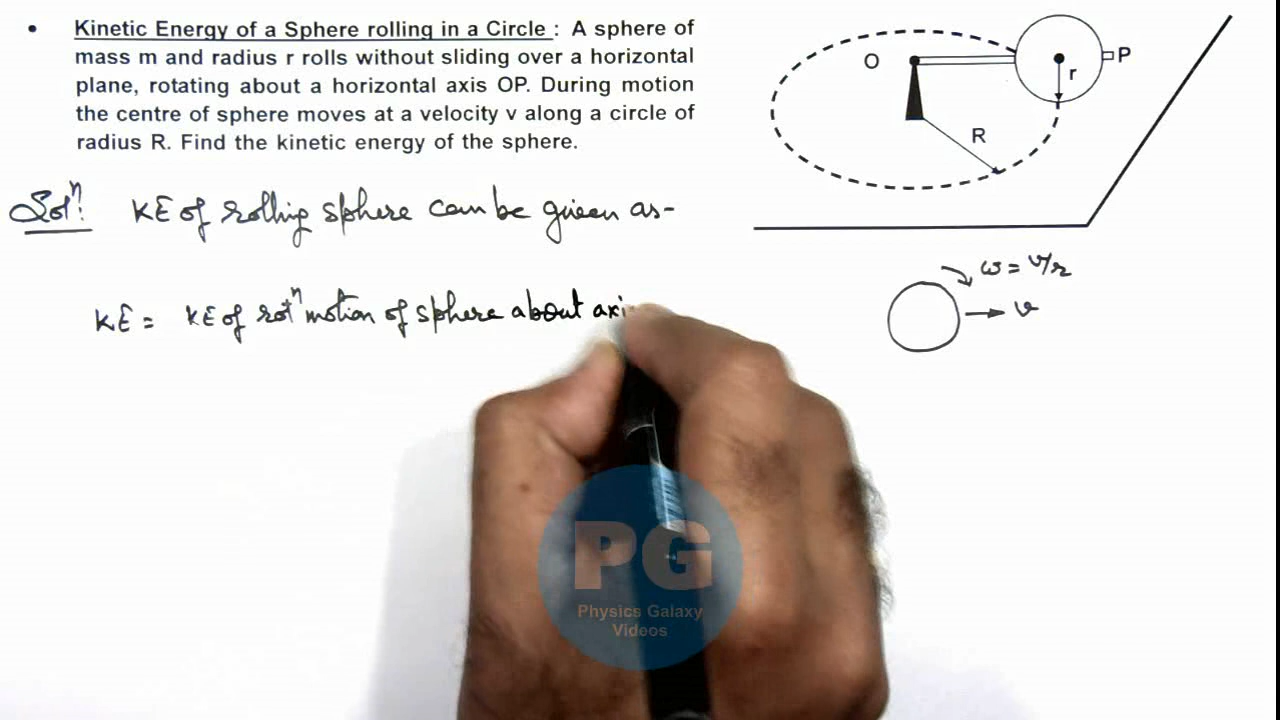 • Kinetic Energy of a Sphere rolling in a Circle : A sphere of
mass m and radius r rolls without sliding over a horizontal
plane, rotating about a horizontal axis OP. During motion
the centre of sphere moves at a velocity v along a circle of
radius R. Find the kinetic energy of the sphere.
O
P
r
R
Solⁿ: KE of rolling sphere can be given as-
ω = v/r
v
KE = KE of rotⁿ motion of sphere about axi
PG
Physics Galaxy
Videos